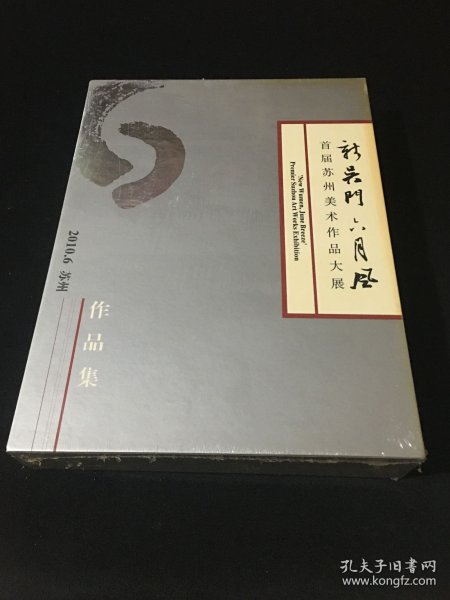 新吴門 六月風
首届苏州美术作品大展
'New Wumen, June Breeze'
Premier Suzhou Art Works Exhibition
2010.6 苏州
作品集
孔夫子旧书网
www.kongfz.com